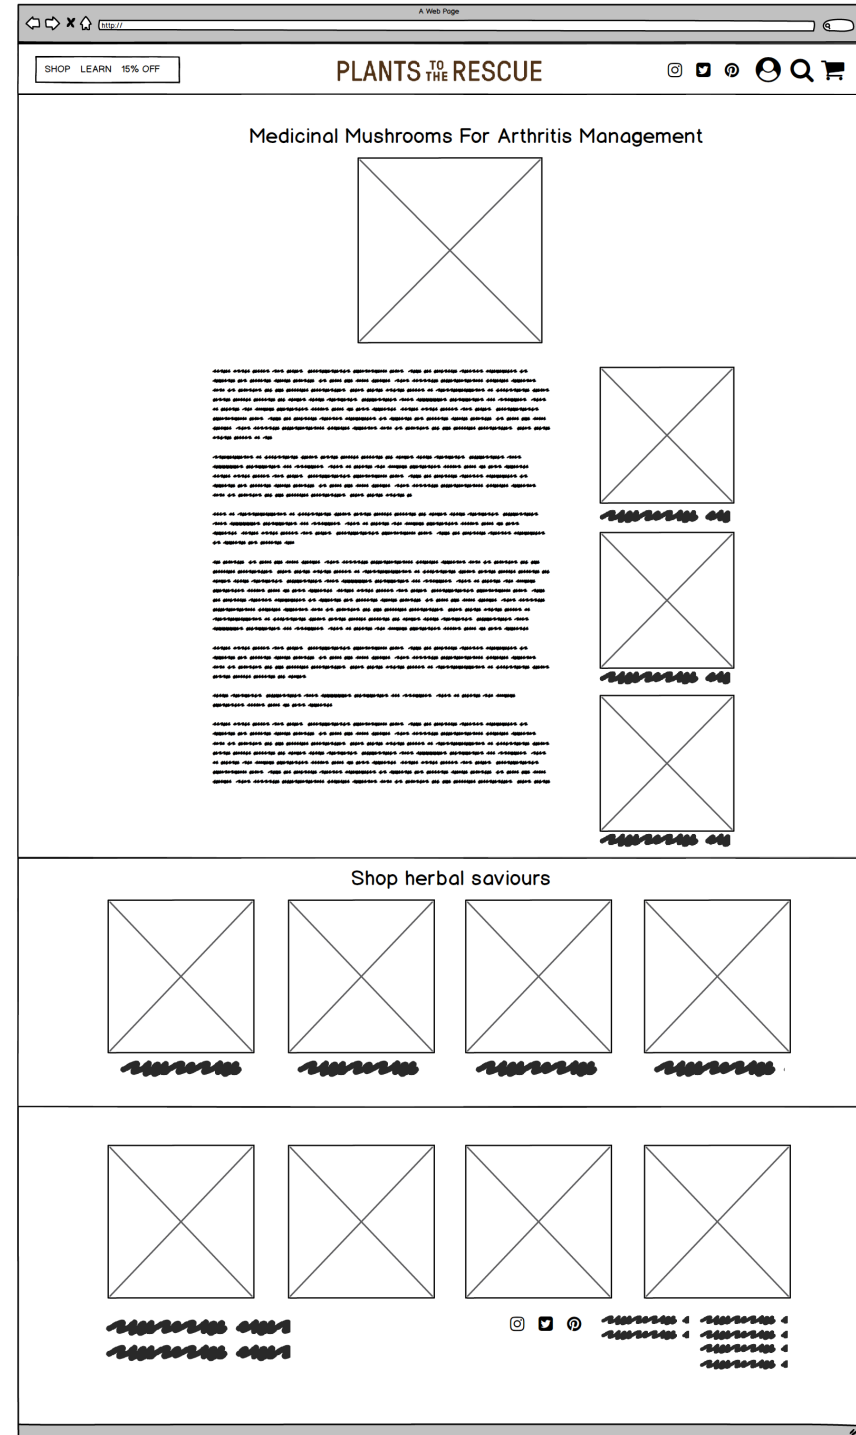 A Web Page
http://
SHOP LEARN 15% OFF
PLANTS TO THE RESCUE
Medicinal Mushrooms For Arthritis Management
Shop herbal saviours